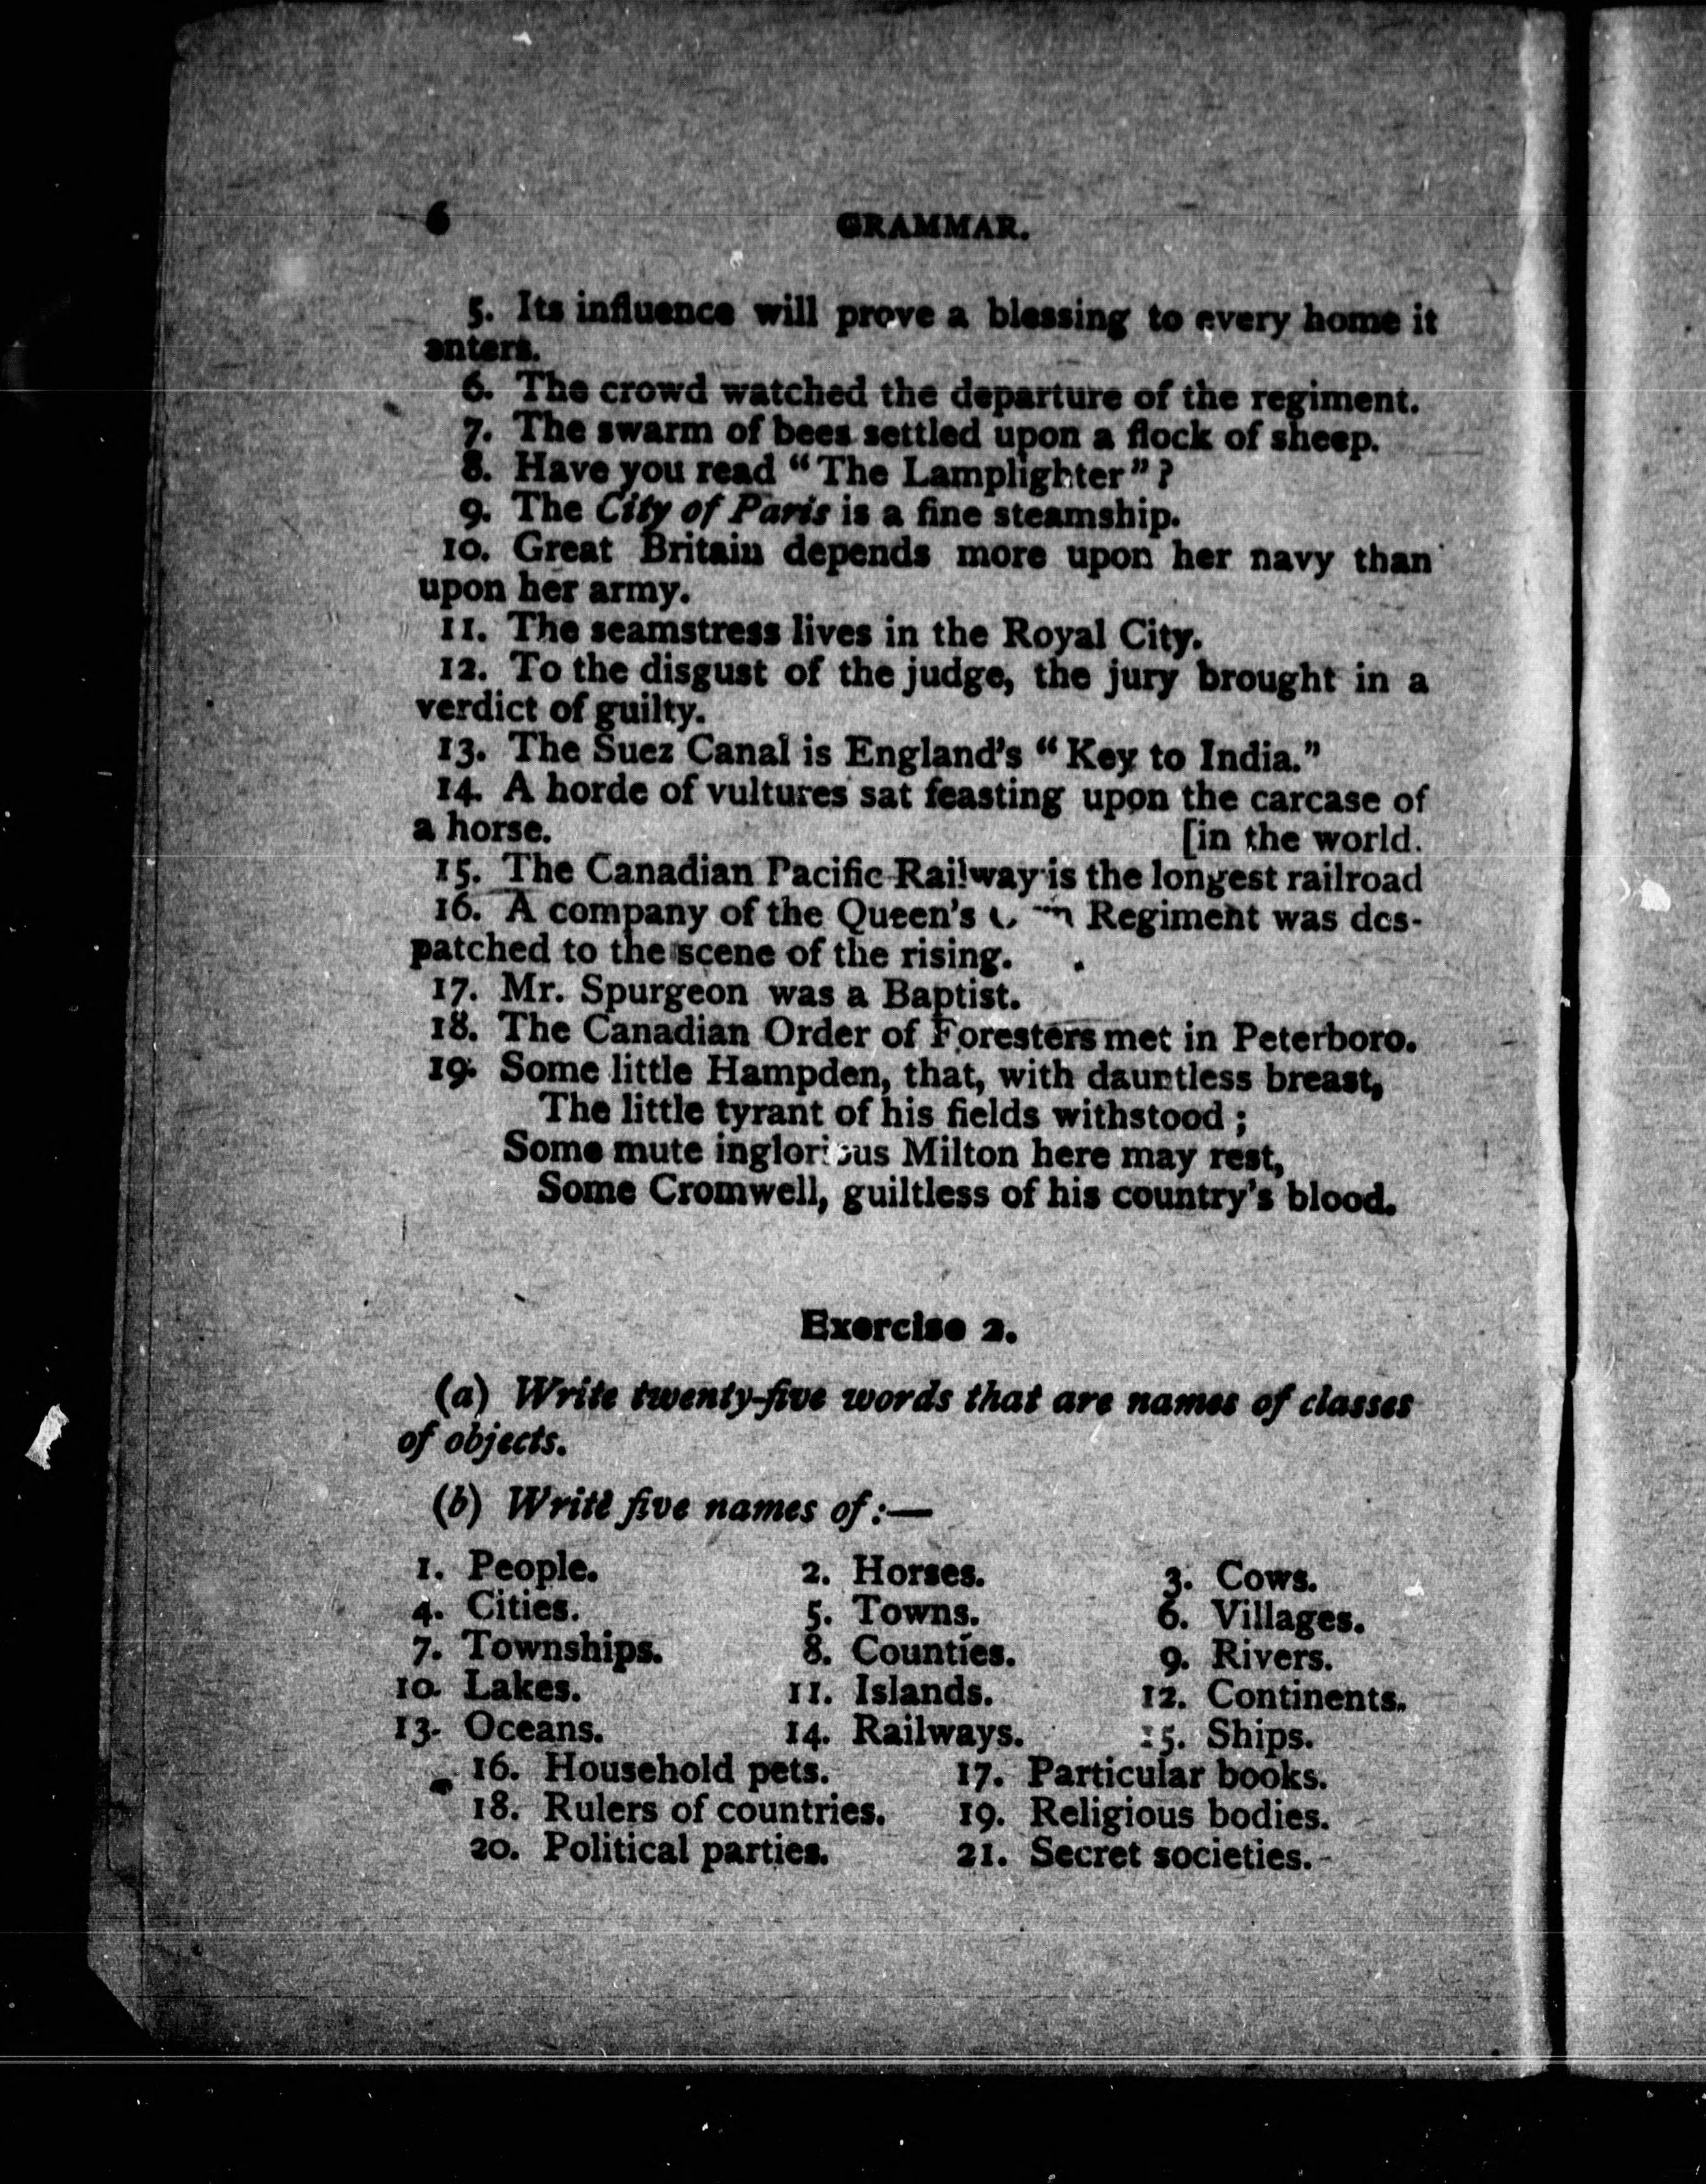 6
GRAMMAR.
5. Its influence will prove a blessing to every home it
enters.
6. The crowd watched the departure of the regiment.
7. The swarm of bees settled upon a flock of sheep.
8. Have you read “The Lamplighter”?
9. The City of Paris is a fine steamship.
10. Great Britain depends more upon her navy than
upon her army.
11. The seamstress lives in the Royal City.
12. To the disgust of the judge, the jury brought in a
verdict of guilty.
13. The Suez Canal is England's “Key to India.”
14. A horde of vultures sat feasting upon the carcase of
a horse. [in the world.
15. The Canadian Pacific Railway is the longest railroad
16. A company of the Queen's Regiment was des-
patched to the scene of the rising.
17. Mr. Spurgeon was a Baptist.
18. The Canadian Order of Foresters met in Peterboro.
19. Some little Hampden, that, with dauntless breast,
The little tyrant of his fields withstood ;
Some mute inglorious Milton here may rest,
Some Cromwell, guiltless of his country's blood.
Exercise 2.
(a) Write twenty-five words that are names of classes
of objects.
(b) Write five names of:—
1. People. 2. Horses. 3. Cows.
4. Cities. 5. Towns. 6. Villages.
7. Townships. 8. Counties. 9. Rivers.
10. Lakes. 11. Islands. 12. Continents.
13. Oceans. 14. Railways. 15. Ships.
16. Household pets. 17. Particular books.
18. Rulers of countries. 19. Religious bodies.
20. Political parties. 21. Secret societies.